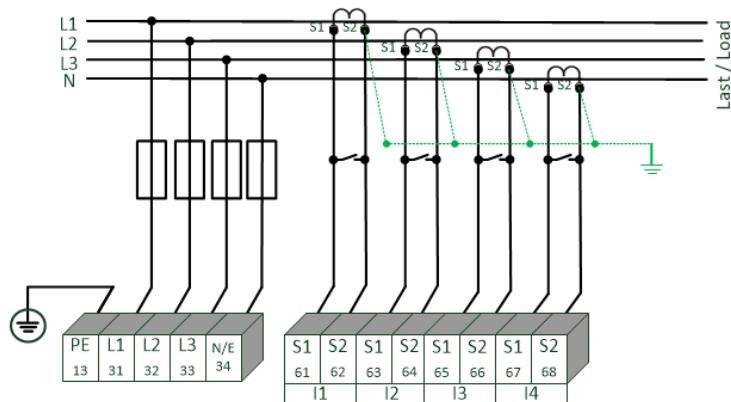 L1
L2
L3
N
S1 S2
S1 S2
S1 S2
S1 S2
Last / Load
PE L1 L2 L3 N/E
13 31 32 33 34
S1 S2 S1 S2 S1 S2 S1 S2
61 62 63 64 65 66 67 68
I1 I2 I3 I4